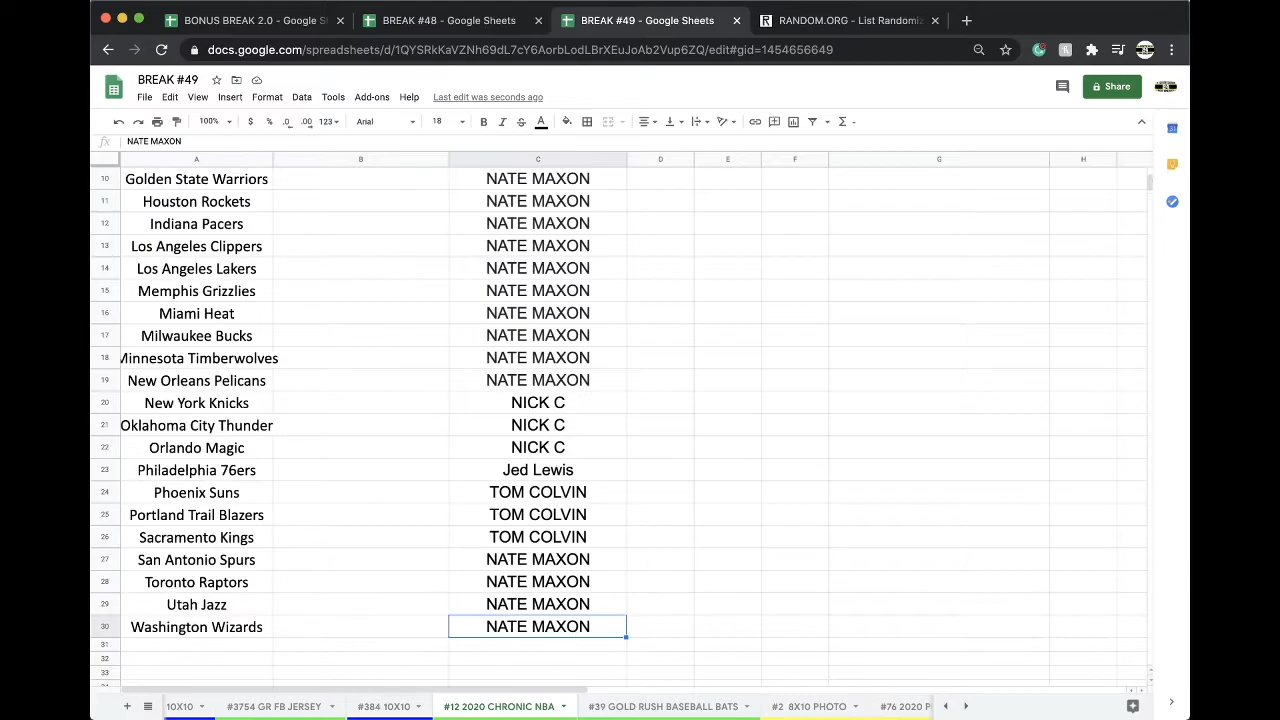 BONUS BREAK 2.0 - Google S
BREAK #48 - Google Sheets
BREAK #49 - Google Sheets
RANDOM.ORG - List Randomi
docs.google.com/spreadsheets/d/1QYSRkKaVZNh69dL7cY6AorbLodLBrXEuJoAb2Vup6ZQ/edit#gid=1454656649
BREAK #49
File Edit View Insert Format Data Tools Add-ons Help Last edit was seconds ago
Share
100% $ % .0 .00 123 Arial 18 B I S A
fx NATE MAXON
A B C D E F G H
10 Golden State Warriors NATE MAXON
11 Houston Rockets NATE MAXON
12 Indiana Pacers NATE MAXON
13 Los Angeles Clippers NATE MAXON
14 Los Angeles Lakers NATE MAXON
15 Memphis Grizzlies NATE MAXON
16 Miami Heat NATE MAXON
17 Milwaukee Bucks NATE MAXON
18 Minnesota Timberwolves NATE MAXON
19 New Orleans Pelicans NATE MAXON
20 New York Knicks NICK C
21 Oklahoma City Thunder NICK C
22 Orlando Magic NICK C
23 Philadelphia 76ers Jed Lewis
24 Phoenix Suns TOM COLVIN
25 Portland Trail Blazers TOM COLVIN
26 Sacramento Kings TOM COLVIN
27 San Antonio Spurs NATE MAXON
28 Toronto Raptors NATE MAXON
29 Utah Jazz NATE MAXON
30 Washington Wizards NATE MAXON
31
32
33
10X10 #3754 GR FB JERSEY #384 10X10 #12 2020 CHRONIC NBA #39 GOLD RUSH BASEBALL BATS #2 8X10 PHOTO #76 2020 P